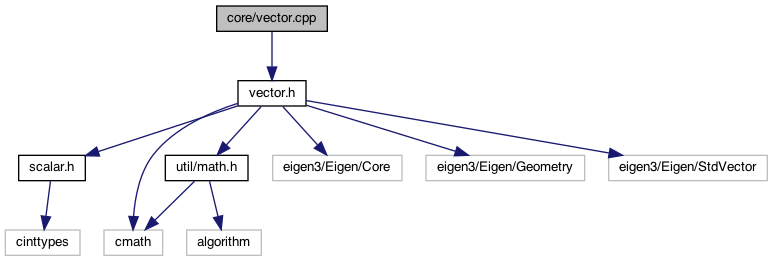 core/vector.cpp
vector.h
scalar.h
util/math.h
eigen3/Eigen/Core
eigen3/Eigen/Geometry
eigen3/Eigen/StdVector
cinttypes
cmath
algorithm